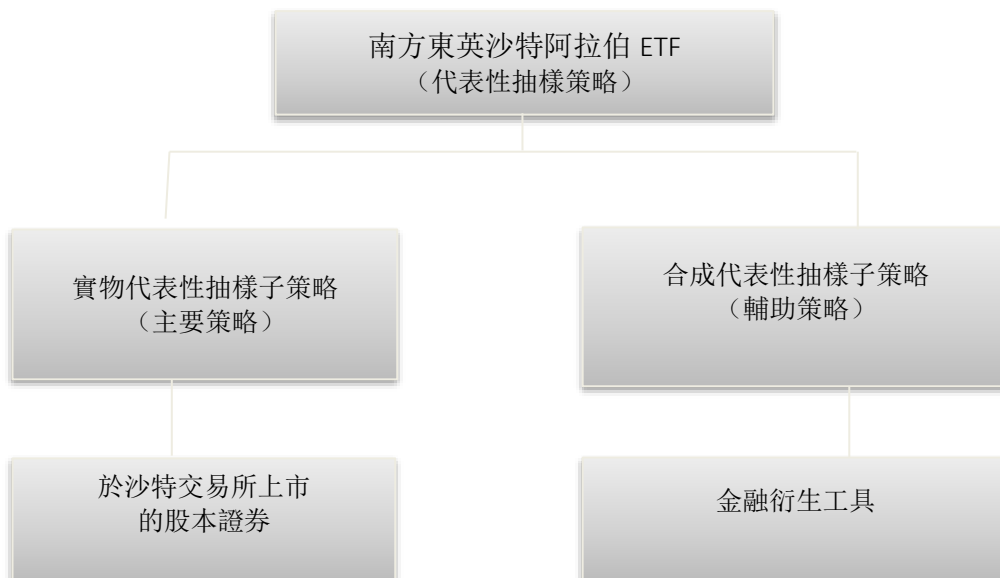 南方東英沙特阿拉伯 ETF
（代表性抽樣策略）
實物代表性抽樣子策略
（主要策略）
合成代表性抽樣子策略
（輔助策略）
於沙特交易所上市
的股本證券
金融衍生工具